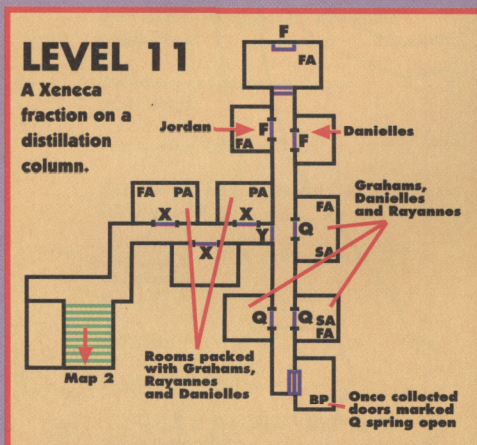 LEVEL 11
A Xeneca
fraction on a
distillation
column.
F
FA
Jordan
F
FA
F
Danielles
Grahams,
Danielles
and Rayannes
FA
PA
PA
X
X
Y
X
FA
Q
SA
Q
Q
SA
FA
Map 2
Rooms packed
with Grahams,
Rayannes
and Danielles
BP
Once collected
doors marked
Q spring open